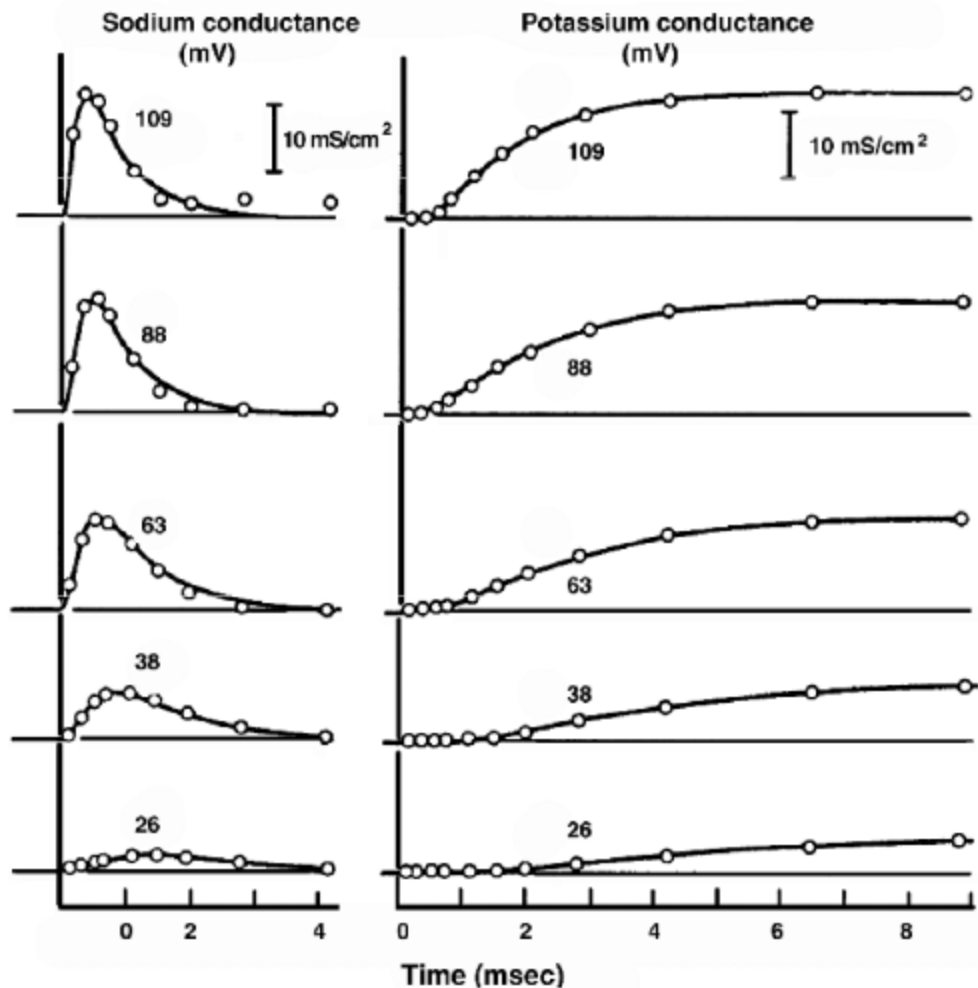 Sodium conductance
(mV)
Potassium conductance
(mV)
109
10 mS/cm²
109
10 mS/cm²
88
88
63
63
38
38
26
26
0 2 4
0 2 4 6 8
Time (msec)